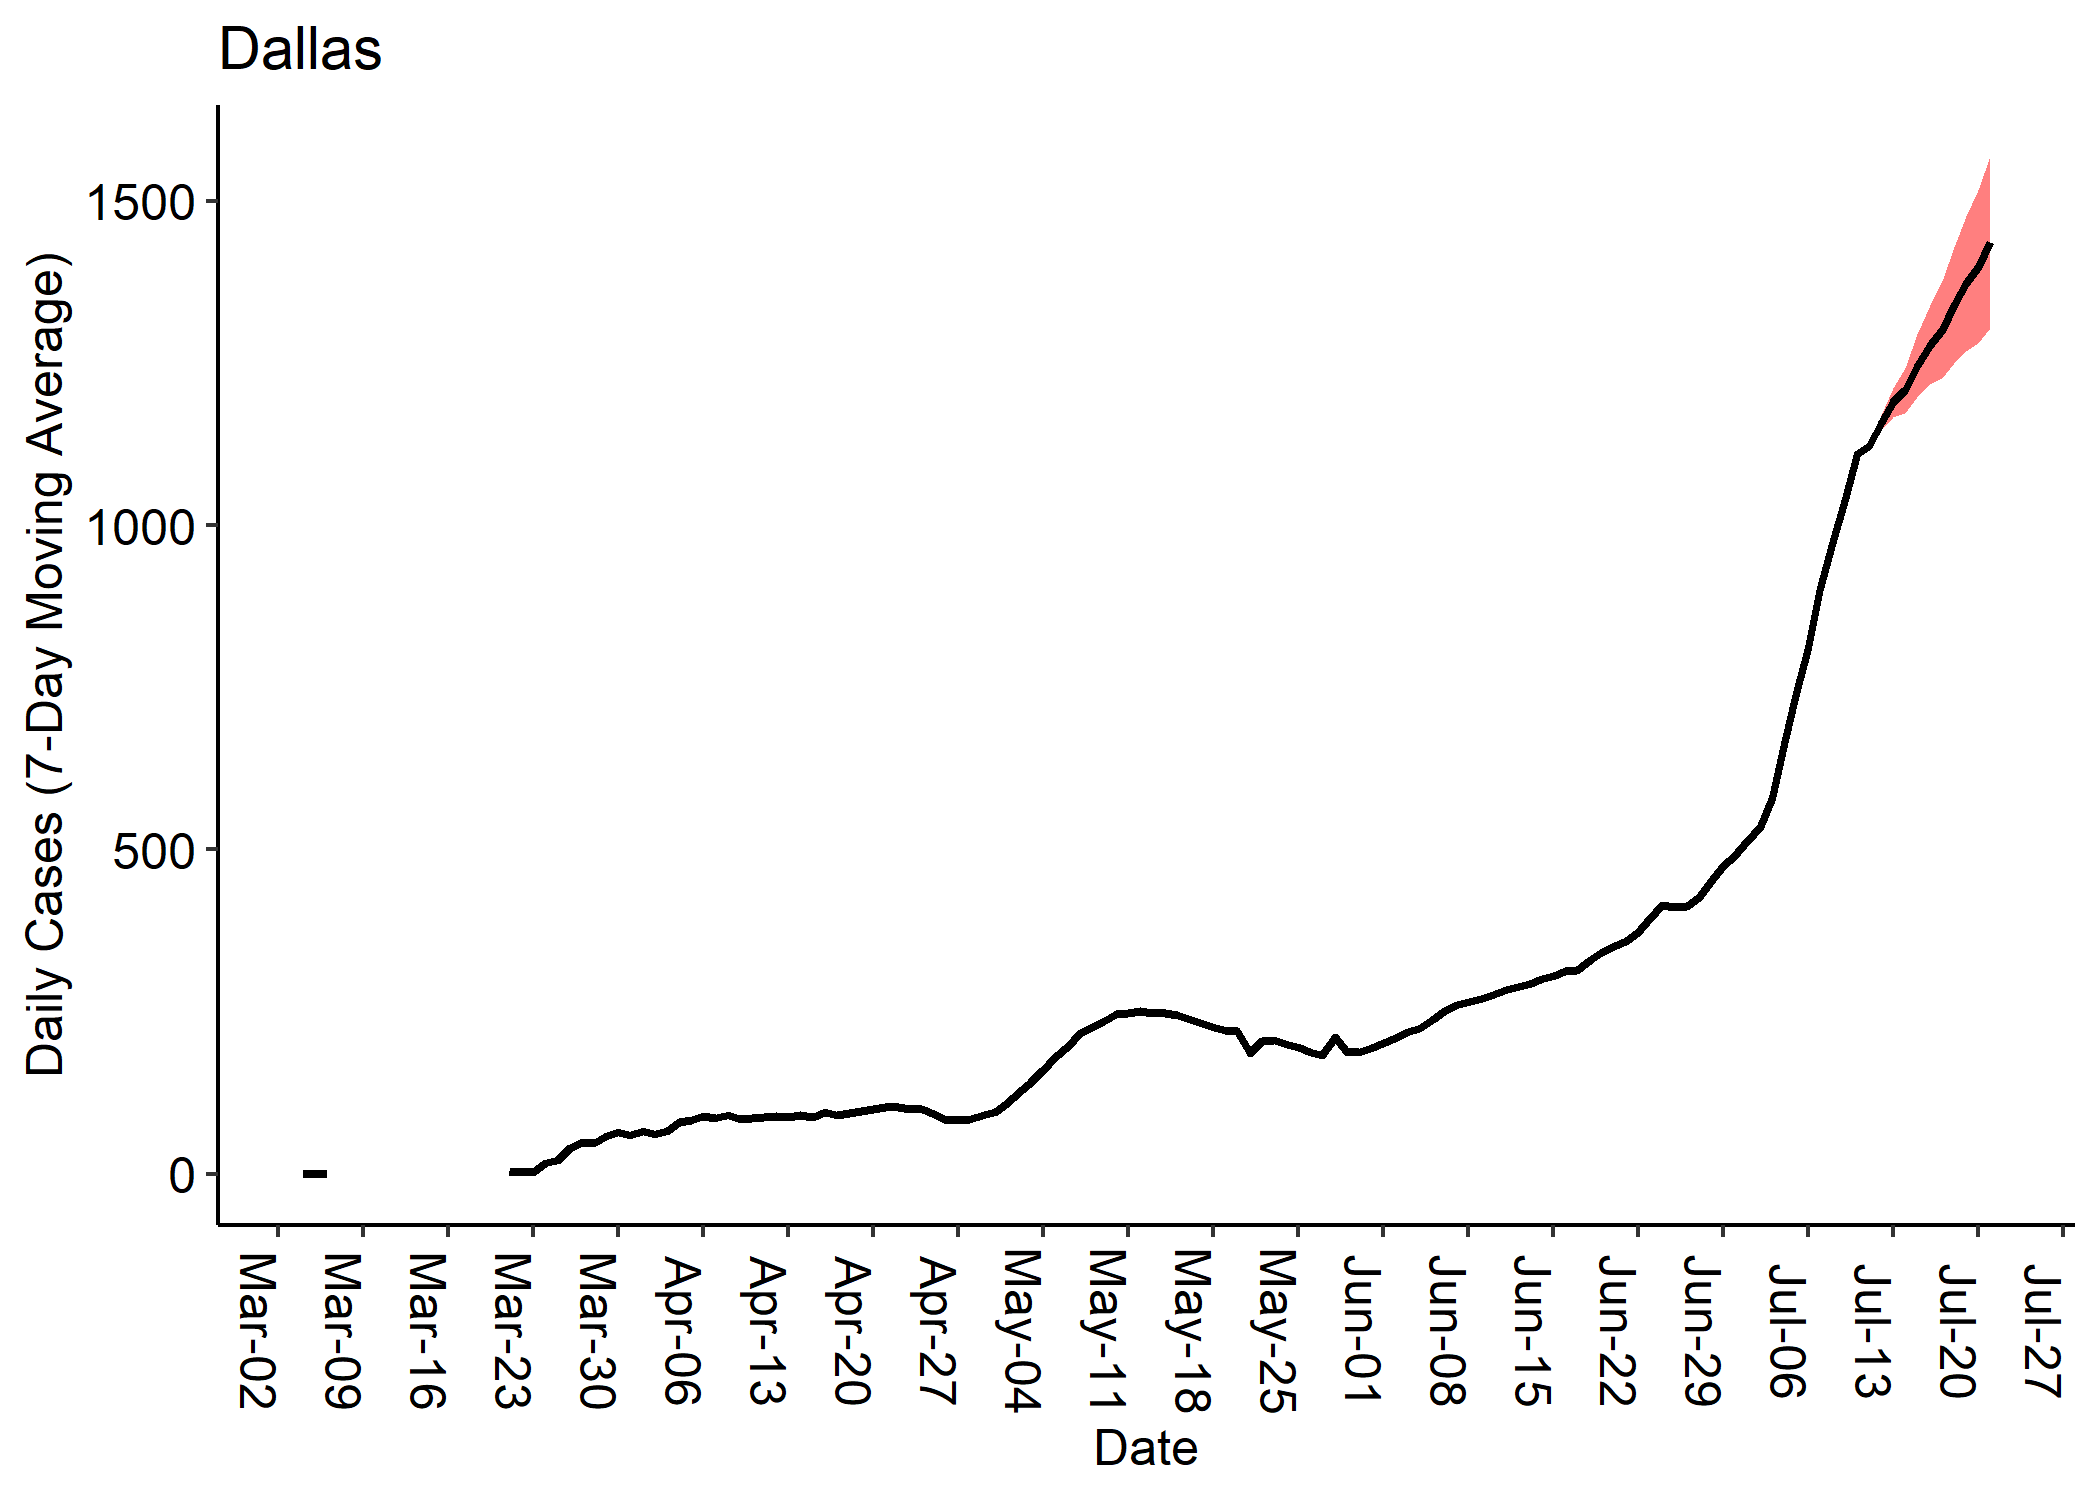 Dallas
Daily Cases (7-Day Moving Average)
1500
1000
500
0
Mar-02
Mar-09
Mar-16
Mar-23
Mar-30
Apr-06
Apr-13
Apr-20
Apr-27
May-04
May-11
May-18
May-25
Jun-01
Jun-08
Jun-15
Jun-22
Jun-29
Jul-06
Jul-13
Jul-20
Jul-27
Date